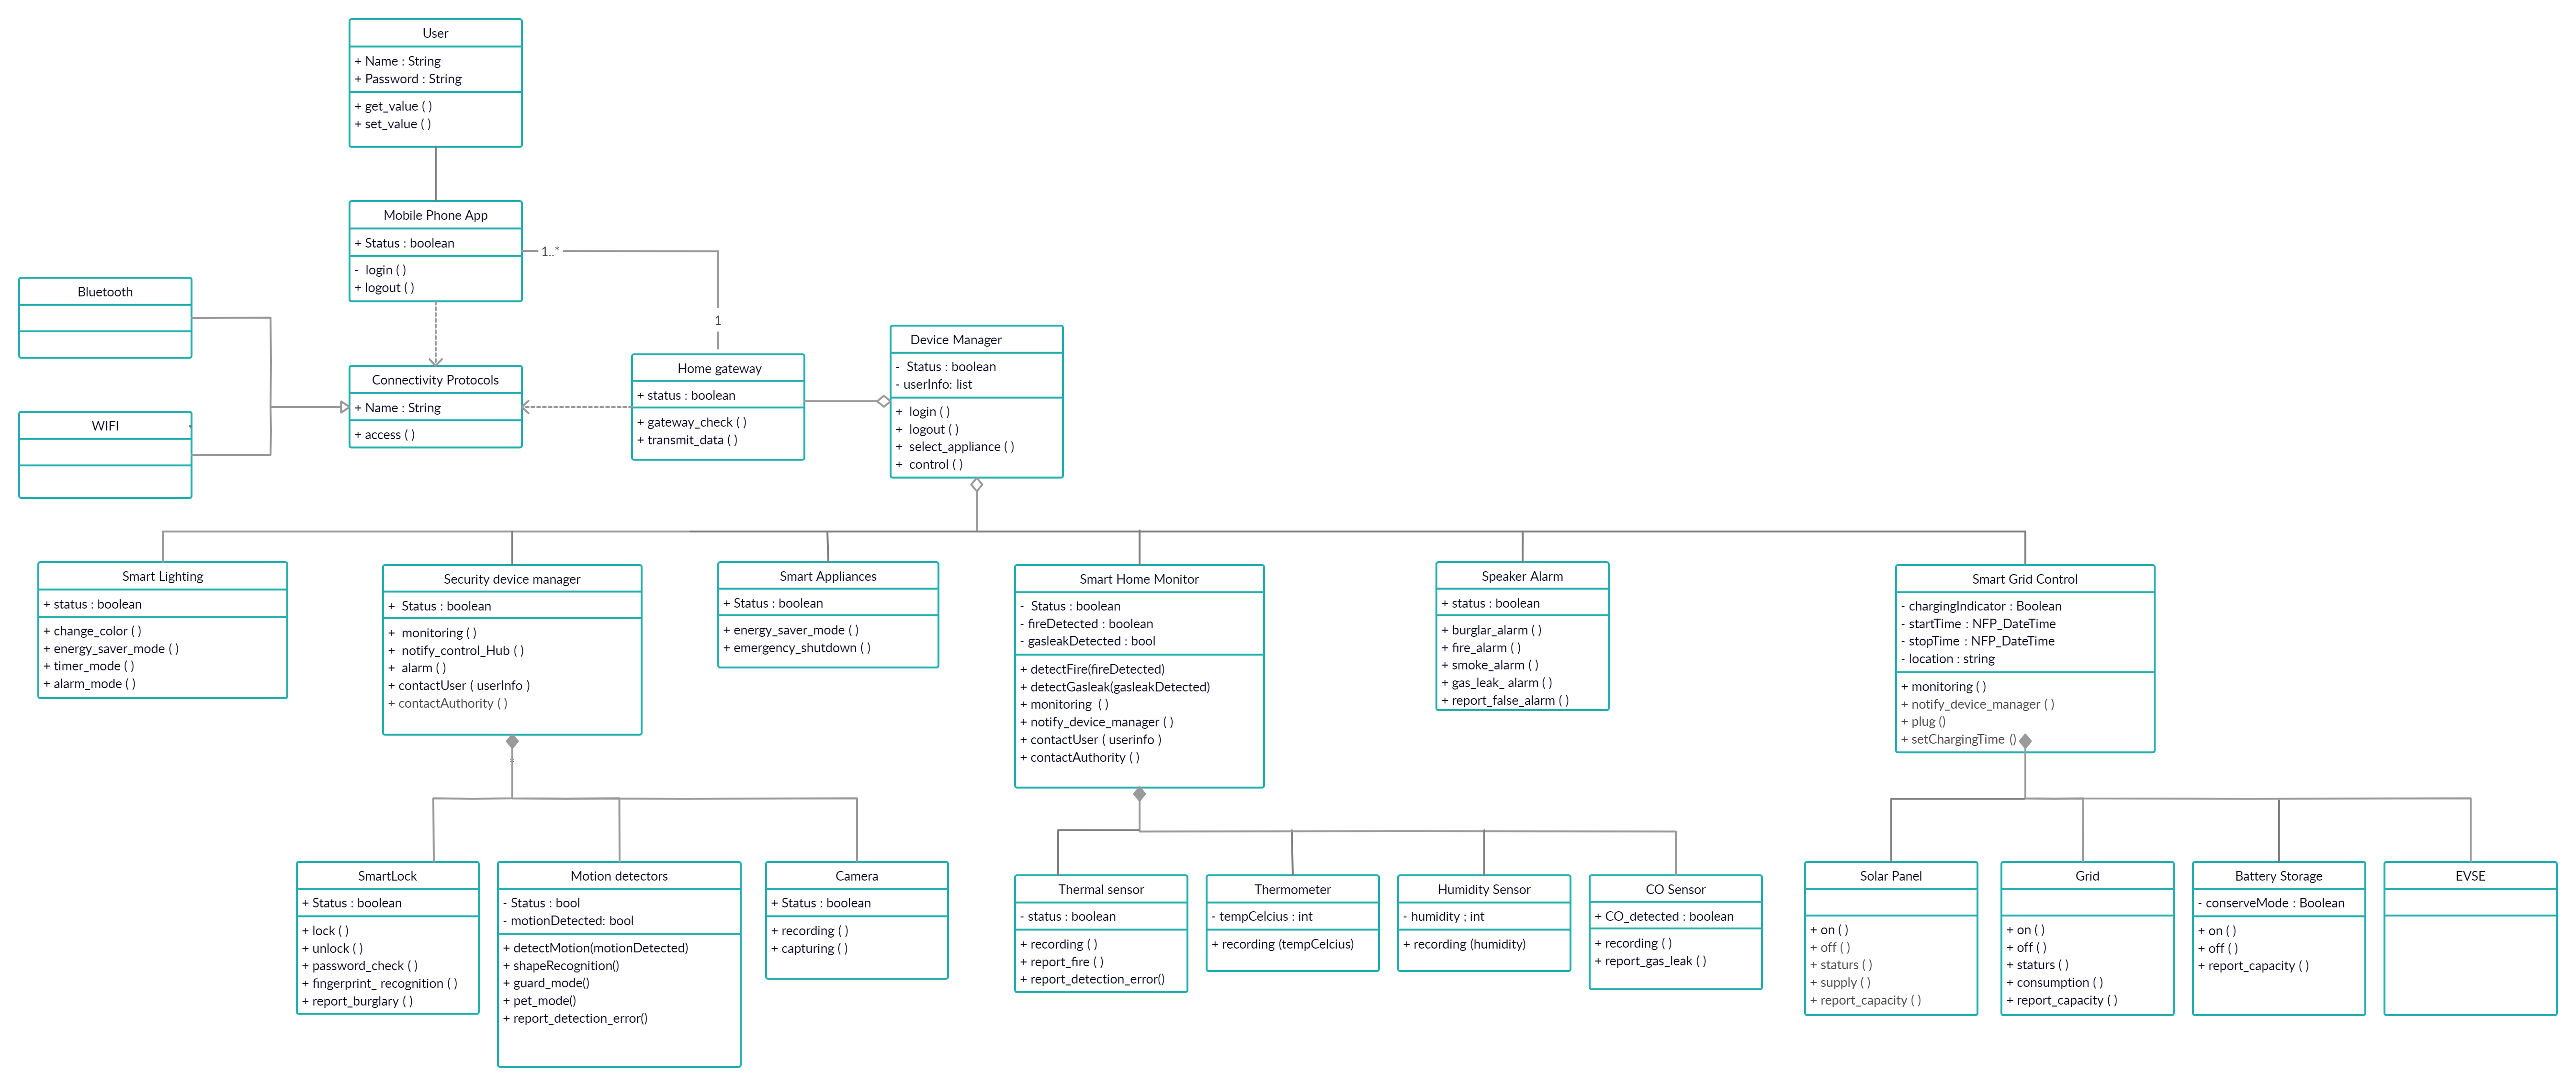 User
+ Name : String
+ Password : String
+ get_value ( )
+ set_value ( )
Mobile Phone App
+ Status : boolean
-  login ( )
+ logout ( )
1..*
1
Bluetooth
WIFI
Connectivity Protocols
+ Name : String
+ access ( )
Home gateway
+ status : boolean
+ gateway_check ( )
+ transmit_data ( )
Device Manager
-  Status : boolean
- userInfo: list
+  login ( )
+  logout ( )
+  select_appliance ( )
+  control ( )
Smart Lighting
+ status : boolean
+ change_color ( )
+ energy_saver_mode ( )
+ timer_mode ( )
+ alarm_mode ( )
Security device manager
+  Status : boolean
+  monitoring ( )
+  notify_control_Hub ( )
+  alarm ( )
+ contactUser ( userInfo )
+ contactAuthority ( )
Smart Appliances
+ Status : boolean
+ energy_saver_mode ( )
+ emergency_shutdown ( )
Smart Home Monitor
-  Status : boolean
- fireDetected : boolean
- gasleakDetected : bool
+ detectFire(fireDetected)
+ detectGasleak(gasleakDetected)
+ monitoring  ( )
+ notify_device_manager ( )
+ contactUser ( userinfo )
+ contactAuthority ( )
Speaker Alarm
+ status : boolean
+ burglar_alarm ( )
+ fire_alarm ( )
+ smoke_alarm ( )
+ gas_leak_ alarm ( )
+ report_false_alarm ( )
Smart Grid Control
- chargingIndicator : Boolean
- startTime : NFP_DateTime
- stopTime : NFP_DateTime
- location : string
+ monitoring ( )
+ notify_device_manager ( )
+ plug ()
+ setChargingTime ()
SmartLock
+ Status : boolean
+ lock ( )
+ unlock ( )
+ password_check ( )
+ fingerprint_ recognition ( )
+ report_burglary ( )
Motion detectors
- Status : bool
- motionDetected: bool
+ detectMotion(motionDetected)
+ shapeRecognition()
+ guard_mode()
+ pet_mode()
+ report_detection_error()
Camera
+ Status : boolean
+ recording ( )
+ capturing ( )
Thermal sensor
- status : boolean
+ recording ( )
+ report_fire ( )
+ report_detection_error()
Thermometer
- tempCelcius : int
+ recording (tempCelcius)
Humidity Sensor
- humidity ; int
+ recording (humidity)
CO Sensor
+ CO_detected : boolean
+ recording ( )
+ report_gas_leak ( )
Solar Panel
+ on ( )
+ off ( )
+ staturs ( )
+ supply ( )
+ report_capacity ( )
Grid
+ on ( )
+ off ( )
+ staturs ( )
+ consumption ( )
+ report_capacity ( )
Battery Storage
- conserveMode : Boolean
+ on ( )
+ off ( )
+ report_capacity ( )
EVSE